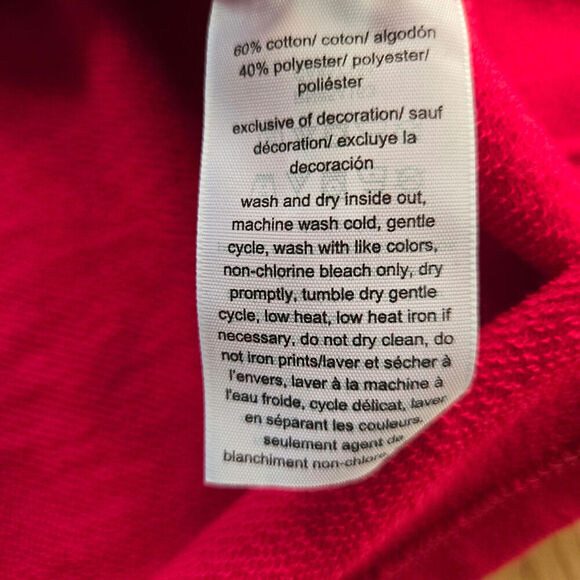 60% cotton/ coton/ algodón
40% polyester/ polyester/
poliéster
exclusive of decoration/ sauf
décoration/ excluye la
decoración
wash and dry inside out,
machine wash cold, gentle
cycle, wash with like colors,
non-chlorine bleach only, dry
promptly, tumble dry gentle
cycle, low heat, low heat iron if
necessary, do not dry clean, do
not iron prints/laver et sécher à
l'envers, laver à la machine à
l'eau froide, cycle délicat, laver
en séparant les couleurs,
seulement agent de
blanchiment